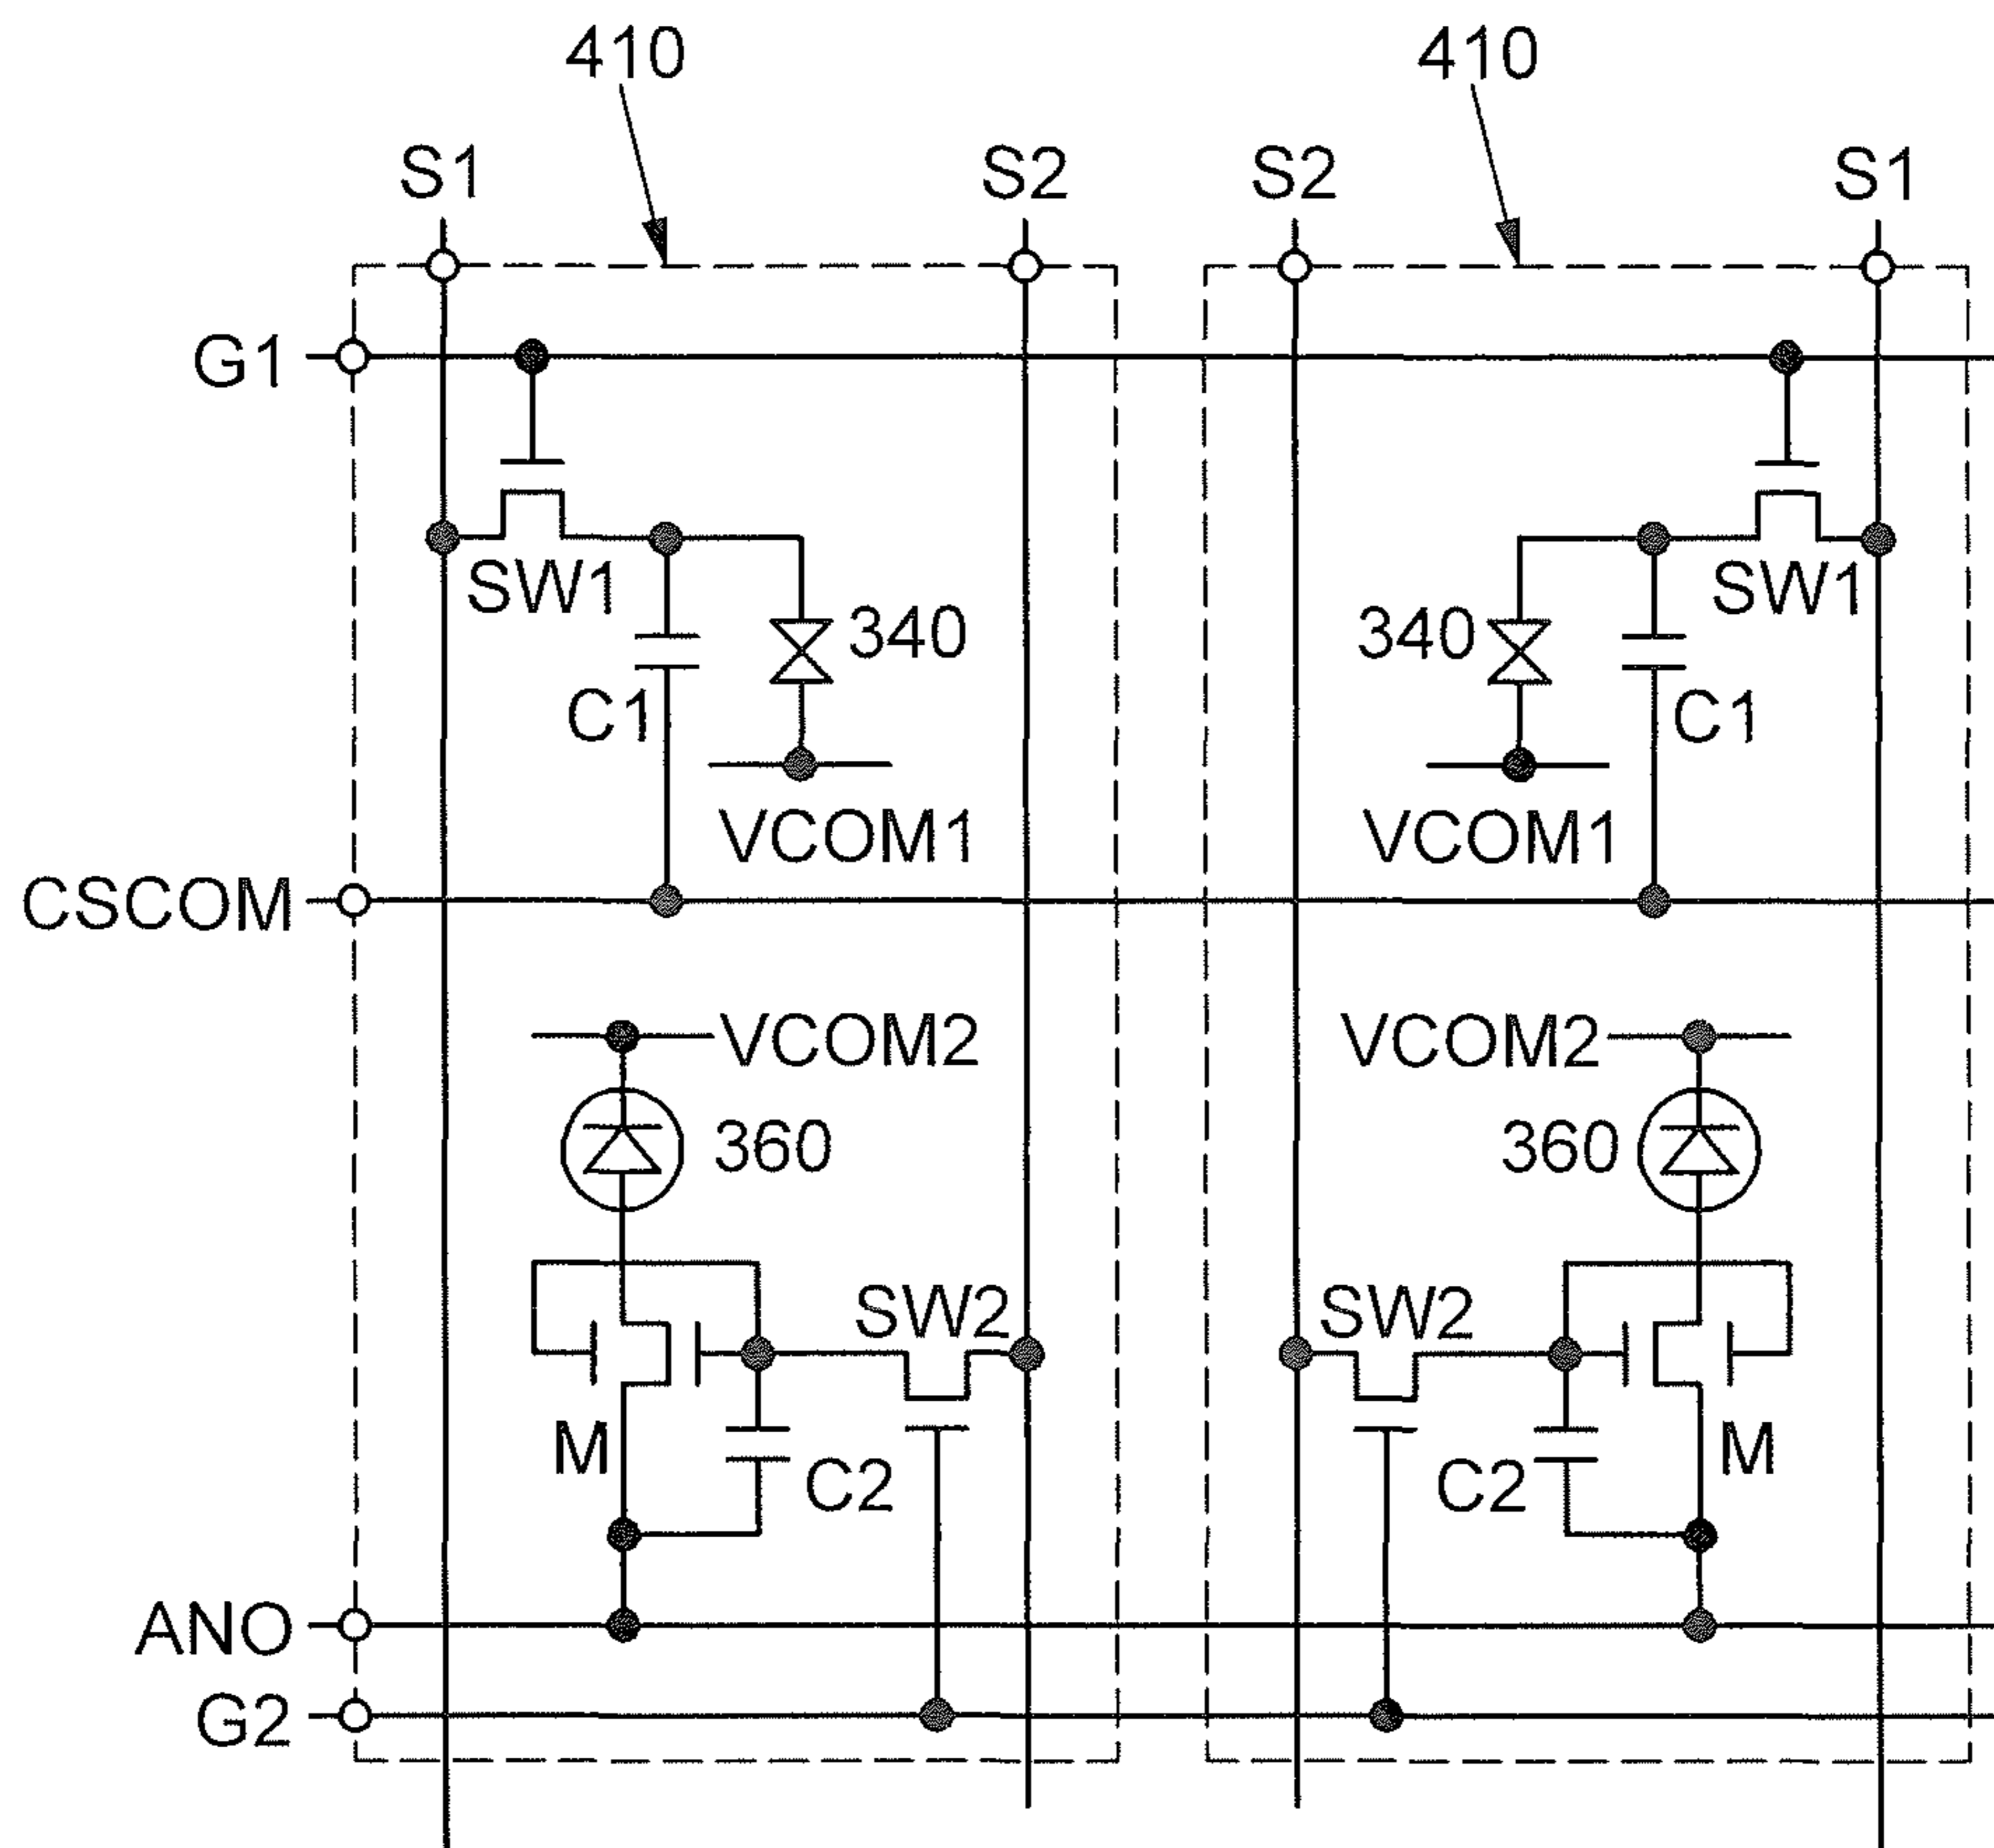 410 410
S1 S2 S2 S1
G1
SW1 SW1
340 340
C1 C1
VCOM1 VCOM1
CSCOM
VCOM2 VCOM2
360 360
SW2 SW2
M C2 C2 M
ANO
G2